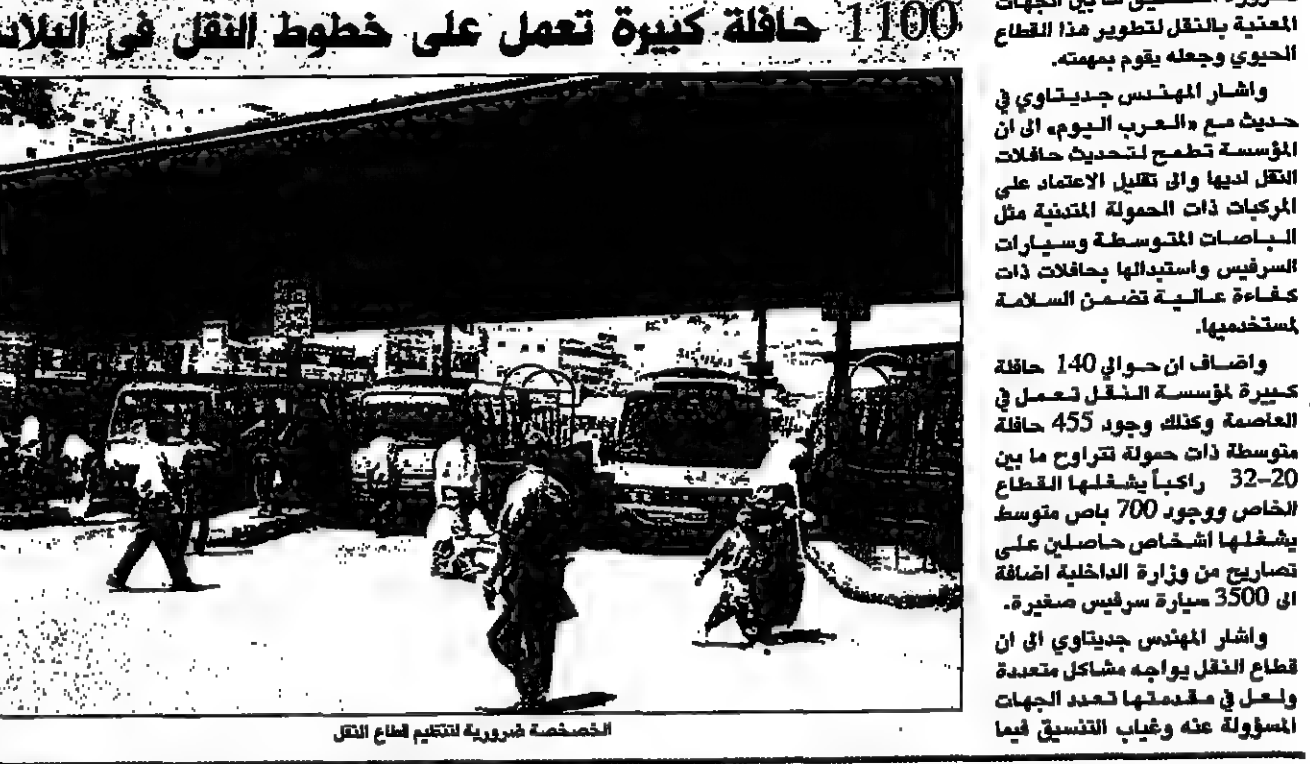 1100 حافلة كبيرة تعمل على خطوط النقل في البلاد
ضرورة التنسيق ما بين الجهات
المعنية بالنقل لتطوير هذا القطاع
الحيوي وجعله يقوم بمهمته.
واشار المهندس جديتاوي في
حديث مع «العرب اليوم» الى ان
المؤسسة تطمح لتحديث حافلات
النقل لديها والى تقليل الاعتماد على
المركبات ذات الحمولة المتدنية مثل
الباصات المتوسطة وسيارات
السرفيس واستبدالها بحافلات ذات
كفاءة عالية تضمن السلامة
لمستخدميها.
واضاف ان حوالي 140 حافلة
كبيرة لمؤسسة النقل تعمل في
العاصمة وكذلك وجود 455 حافلة
متوسطة ذات حمولة تتراوح ما بين
20-32 راكباً يشغلها القطاع
الخاص ووجود 700 باص متوسط
يشغلها اشخاص حاصلين على
تصاريح من وزارة الداخلية اضافة
الى 3500 سيارة سرفيس صغيرة.
واشار المهندس جديتاوي الى ان
قطاع النقل يواجه مشاكل متعددة
ولعل في مقدمتها تعدد الجهات
المسؤولة عنه وغياب التنسيق فيما
الخصخصة ضرورية لتنظيم قطاع النقل